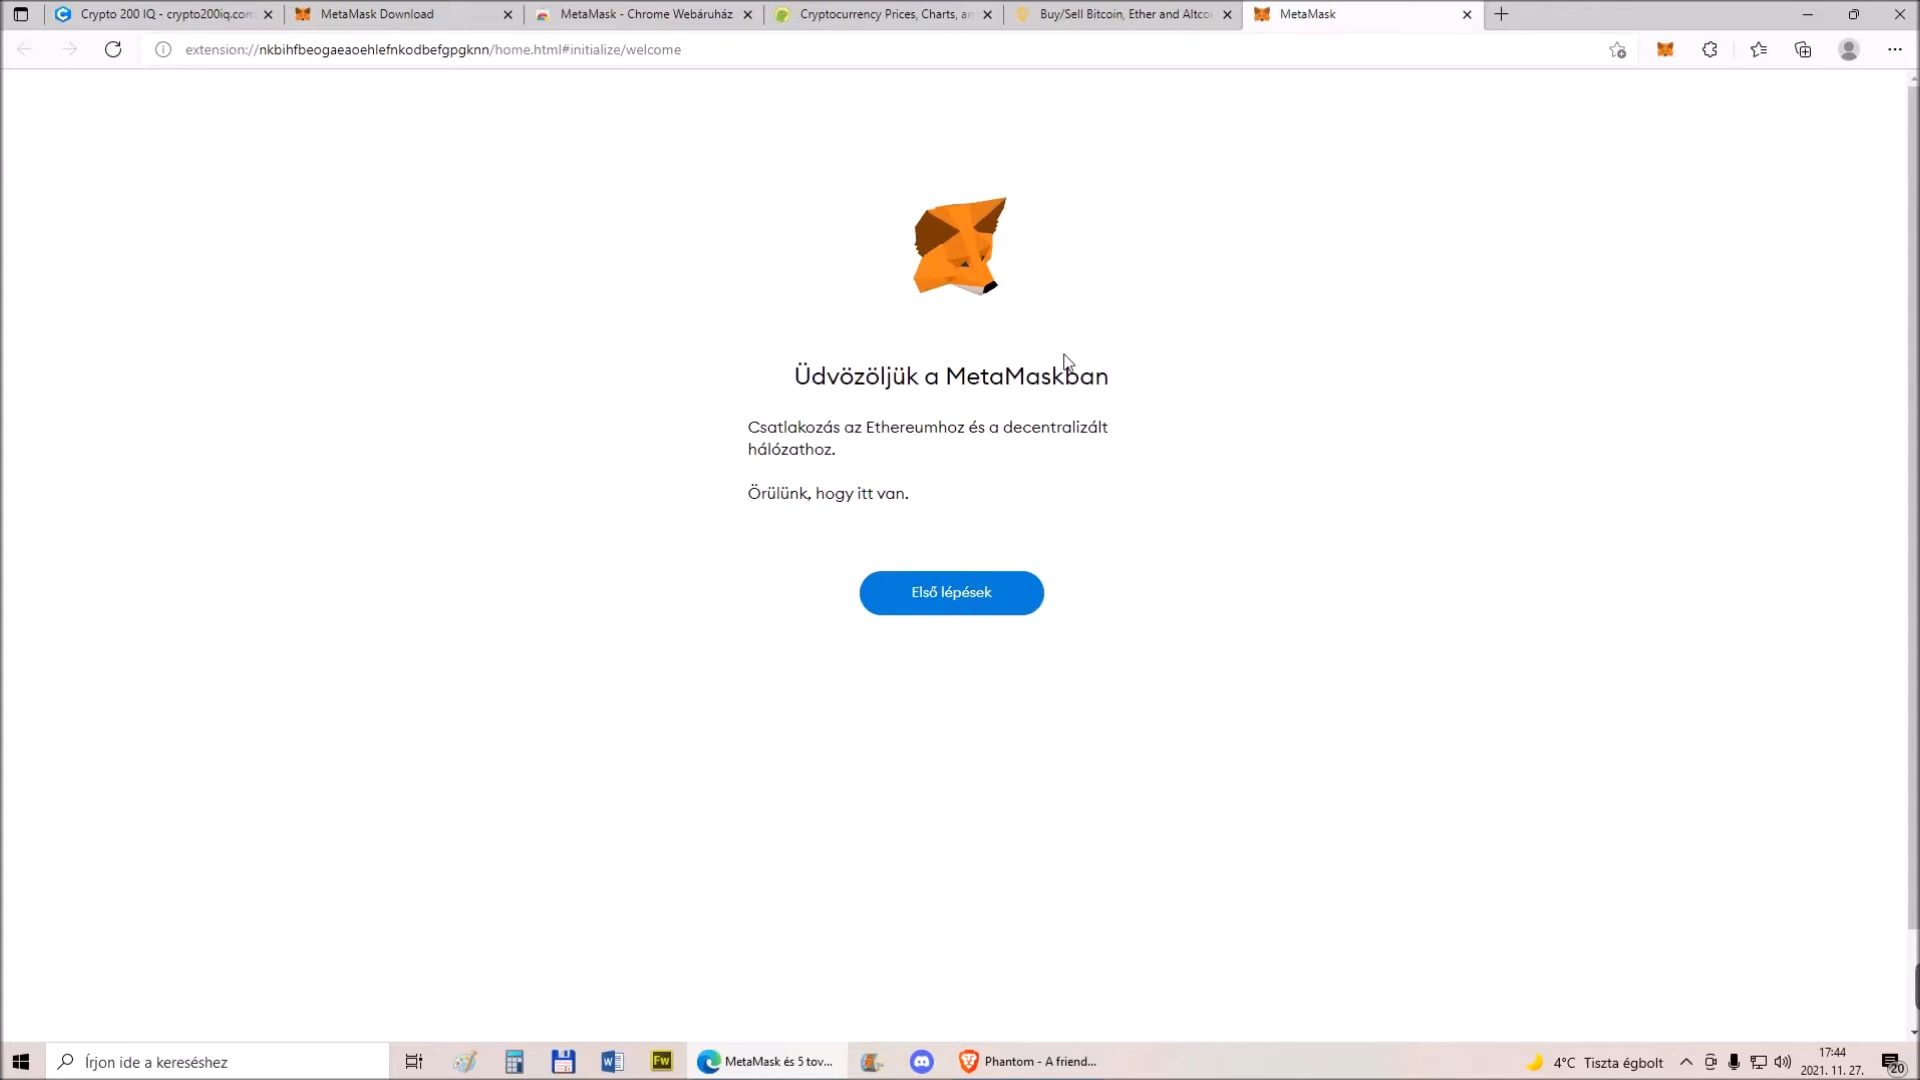 Crypto 200 IQ - crypto200iq.com
MetaMask Download
MetaMask - Chrome Webáruház
Cryptocurrency Prices, Charts, an
Buy/Sell Bitcoin, Ether and Altcoi
MetaMask
extension://nkbihfbeogaeaoehlefnkodbefgpgknn/home.html#initialize/welcome
Üdvözöljük a MetaMaskban
Csatlakozás az Ethereumhoz és a decentralizált
hálózathoz.
Örülünk, hogy itt van.
Első lépések
Írjon ide a kereséshez
Fw
MetaMask és 5 tov...
Phantom - A friend...
4°C Tiszta égbolt
17:44
2021. 11. 27.
20